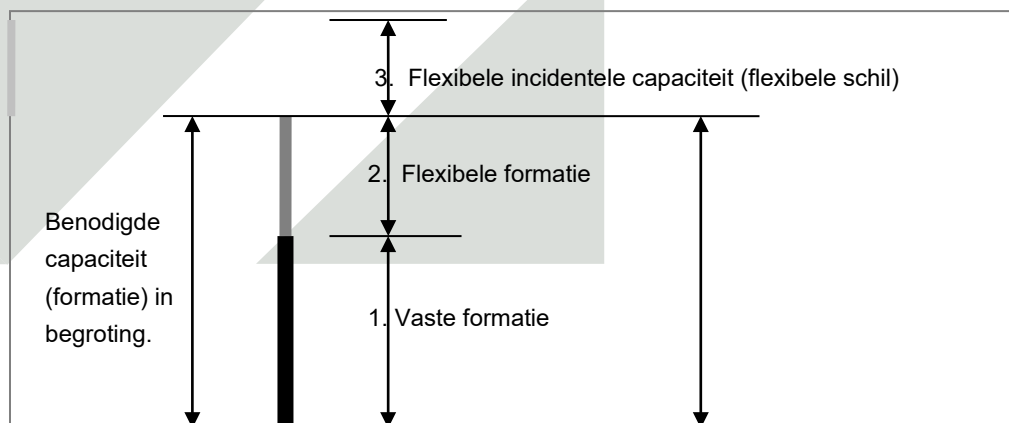 3. Flexibele incidentele capaciteit (flexibele schil)
2. Flexibele formatie
Benodigde
capaciteit
(formatie) in
begroting.
1. Vaste formatie